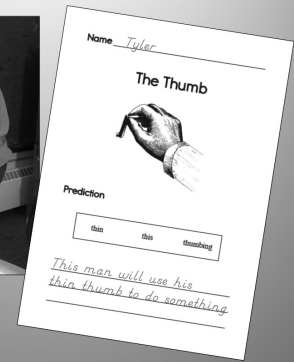 Name Tyler
The Thumb
Prediction
thin this thumbing
This man will use his
thin thumb to do something